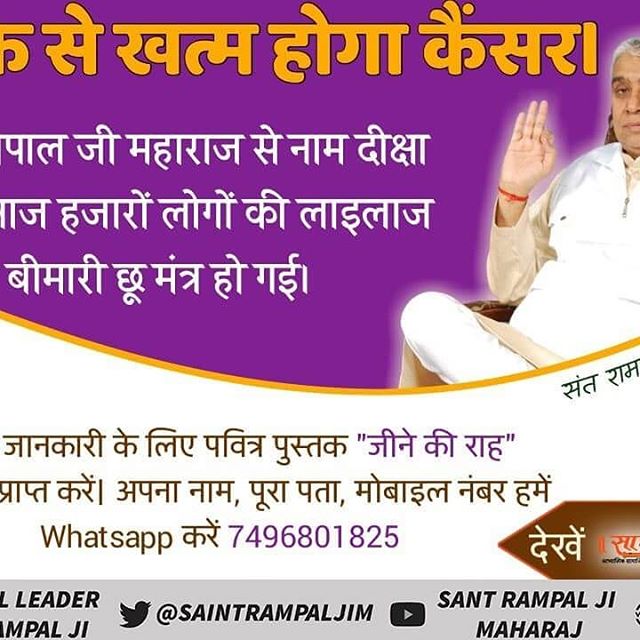 से खत्म होगा कैंसर।
जी महाराज से नाम दीक्षा
हजारों लोगों की लाइलाज
बीमारी छू मंत्र हो गई।
संत
जानकारी के लिए पवित्र पुस्तक "जीने की राह"
प्राप्त करें| अपना नाम, पूरा पता, मोबाइल नंबर हमें
Whatsapp करें 7496801825
देखें
LEADER
JI
@SAINTRAMPALJIM
SANT RAMPAL JI
MAHARAJ